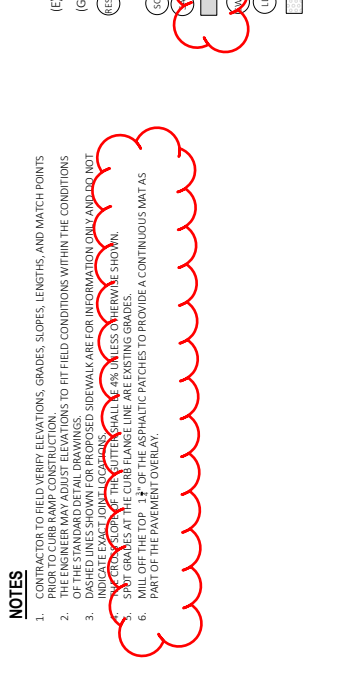 NOTES
1. CONTRACTOR TO FIELD VERIFY ELEVATIONS, GRADES, SLOPES, LENGTHS, AND MATCH POINTS
PRIOR TO CURB RAMP CONSTRUCTION.
2. THE ENGINEER MAY ADJUST ELEVATIONS TO FIT FIELD CONDITIONS WITHIN THE CONDITIONS
OF THE STANDARD DETAIL DRAWINGS.
3. DASHED LINES SHOWN FOR PROPOSED SIDEWALK ARE FOR INFORMATION ONLY AND DO NOT
INDICATE EXACT JOINT LOCATIONS.
4. THE CROSS SLOPE OF THE GUTTER SHALL BE 4% UNLESS OTHERWISE SHOWN.
5. SPOT GRADES AT THE CURB FLANGE LINE ARE EXISTING GRADES.
6. MILL OFF THE TOP 1¾" OF THE ASPHALTIC PATCHES TO PROVIDE A CONTINUOUS MAT AS
PART OF THE PAVEMENT OVERLAY.
(E)
(G
RES
SC
LI